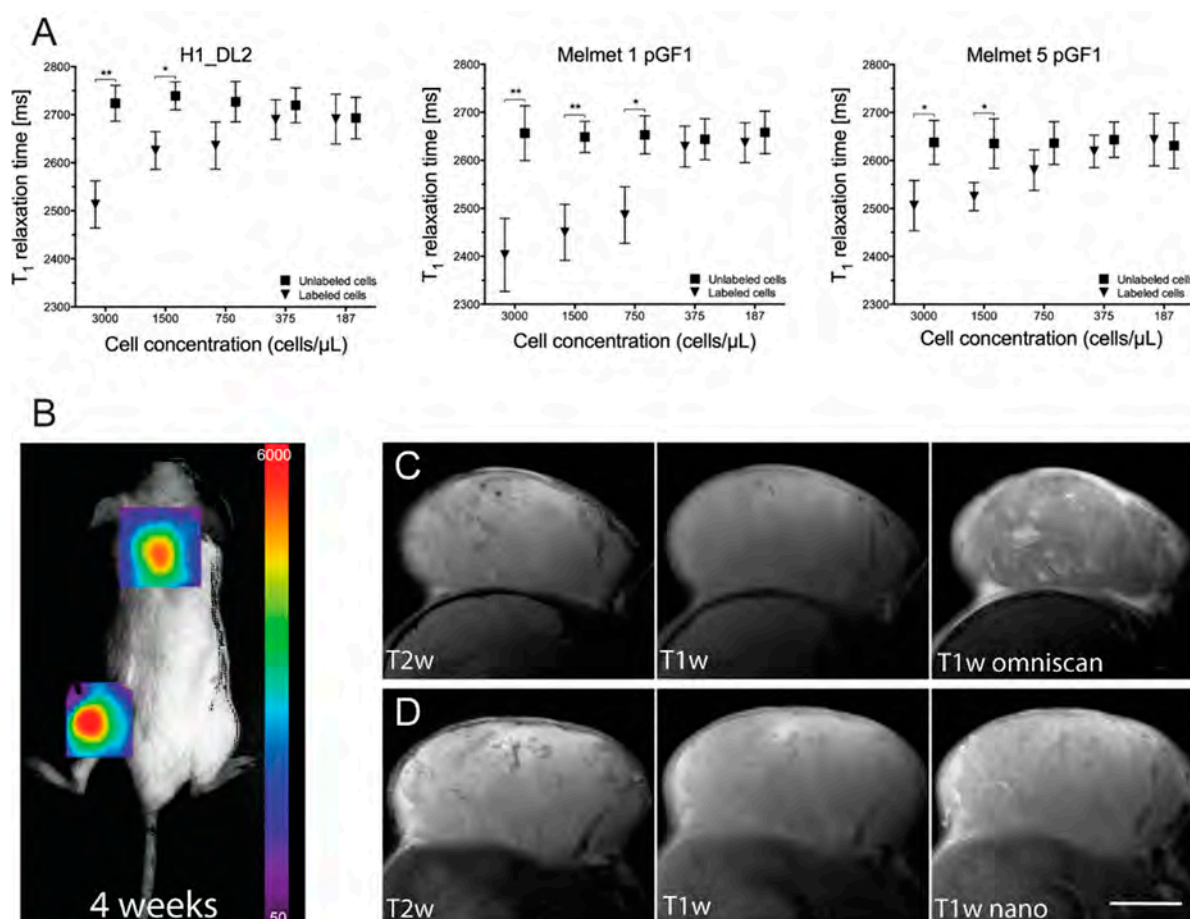 A
H1_DL2
T1 relaxation time [ms]
2800
2700
2600
2500
2400
2300
**
*
Unlabeled cells
Labeled cells
3000
1500
750
375
187
Cell concentration (cells/µL)
Melmet 1 pGF1
T1 relaxation time [ms]
2800
2700
2600
2500
2400
2300
**
**
*
Unlabeled cells
Labeled cells
3000
1500
750
375
187
Cell concentration (cells/µL)
Melmet 5 pGF1
T1 relaxation time [ms]
2800
2700
2600
2500
2400
2300
*
*
Unlabeled cells
Labeled cells
3000
1500
750
375
187
Cell concentration (cells/µL)
B
6000
50
4 weeks
C
T2w
T1w
T1w omniscan
D
T2w
T1w
T1w nano